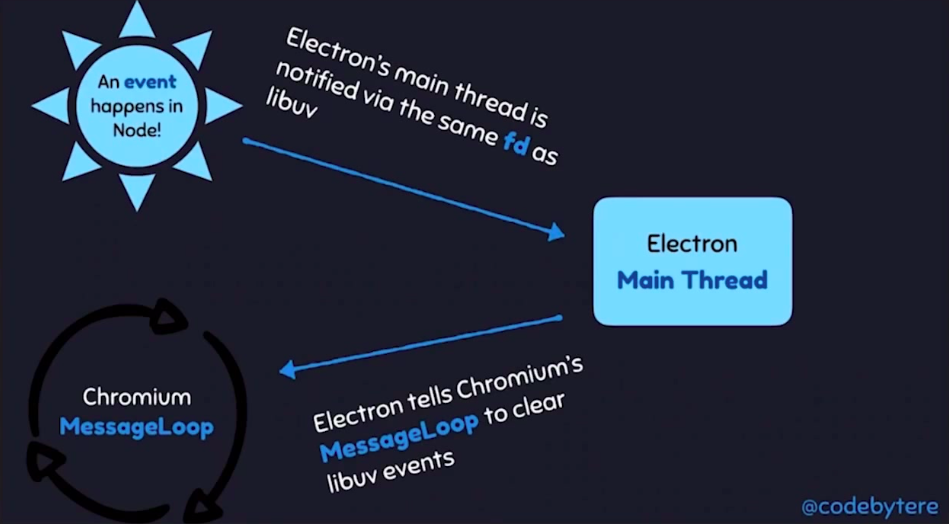 An event
happens in
Node!
Electron's main thread is
notified via the same fd as
libuv
Electron
Main Thread
Electron tells Chromium's
MessageLoop to clear
libuv events
Chromium
MessageLoop
@codebytere